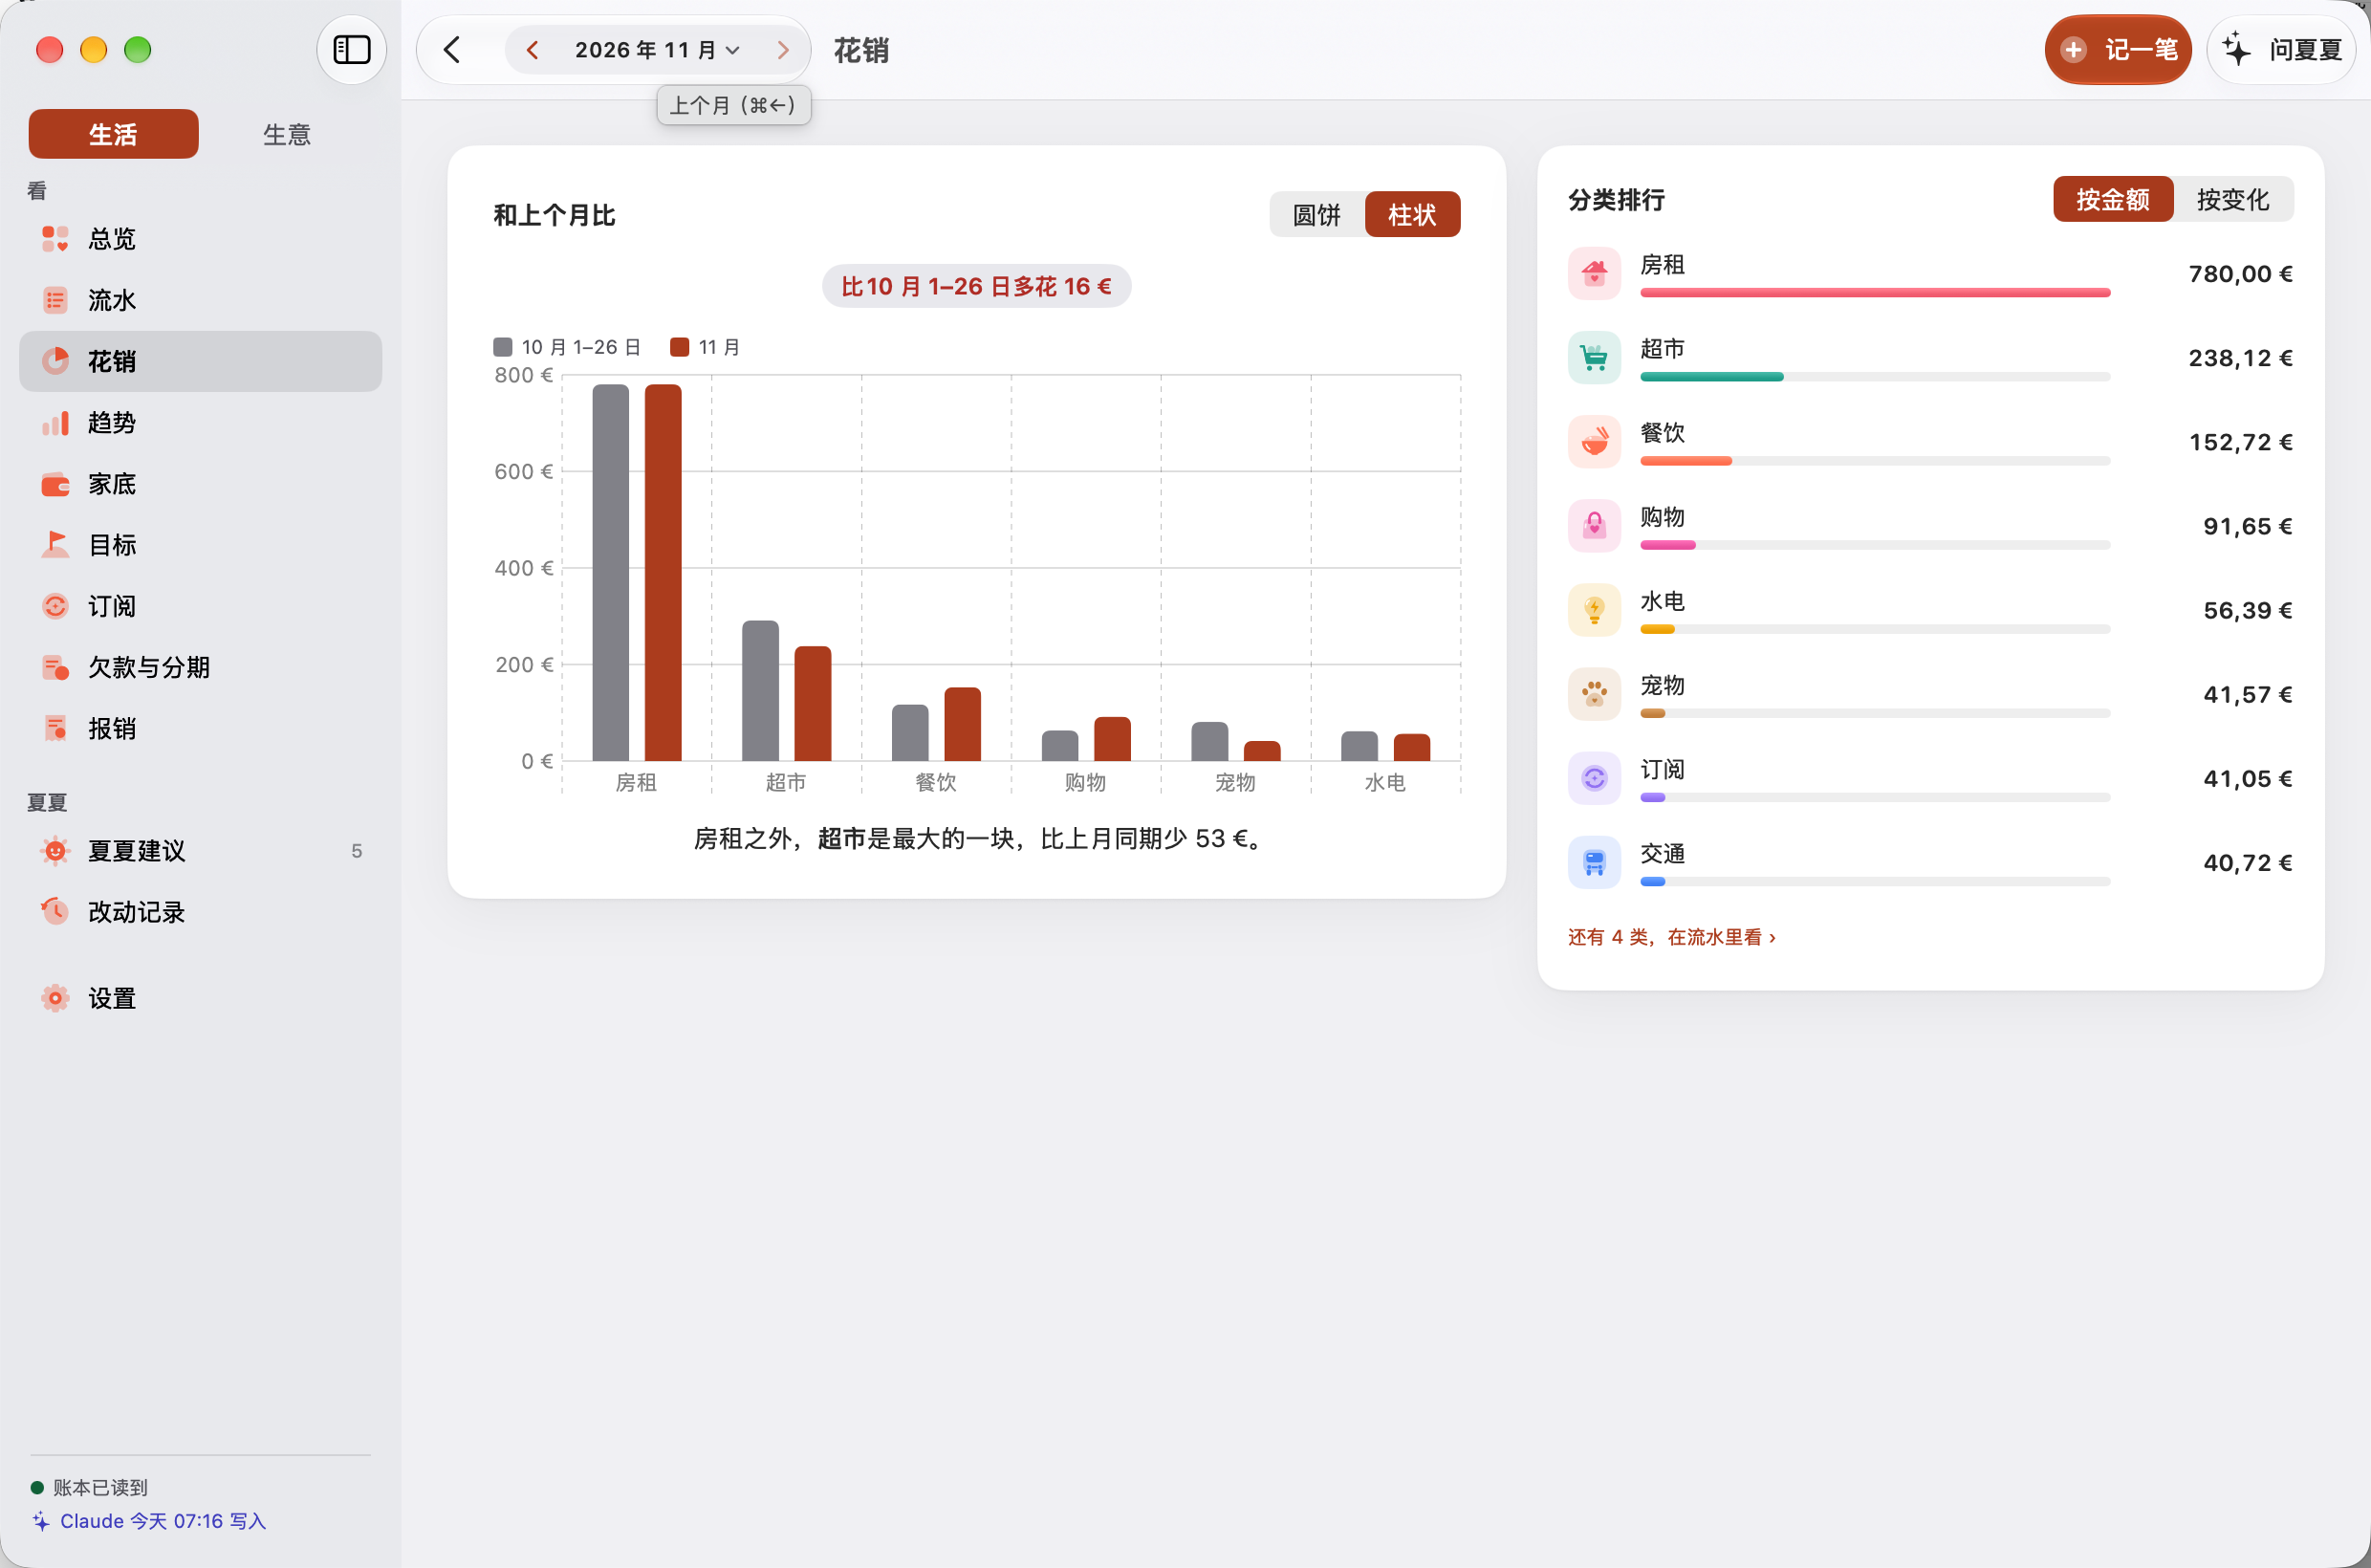 2026 年 11 月
花销
记一笔
问夏夏
上个月 (⌘←)
生活
生意
看
总览
流水
花销
趋势
家底
目标
订阅
欠款与分期
报销
夏夏
夏夏建议
5
改动记录
设置
账本已读到
Claude 今天 07:16 写入
和上个月比
圆饼
柱状
比10 月 1–26 日多花 16 €
10 月 1–26 日
11 月
800 €
600 €
400 €
200 €
0 €
房租
超市
餐饮
购物
宠物
水电
房租之外，超市是最大的一块，比上月同期少 53 €。
分类排行
按金额
按变化
房租
780,00 €
超市
238,12 €
餐饮
152,72 €
购物
91,65 €
水电
56,39 €
宠物
41,57 €
订阅
41,05 €
交通
40,72 €
还有 4 类，在流水里看 ›